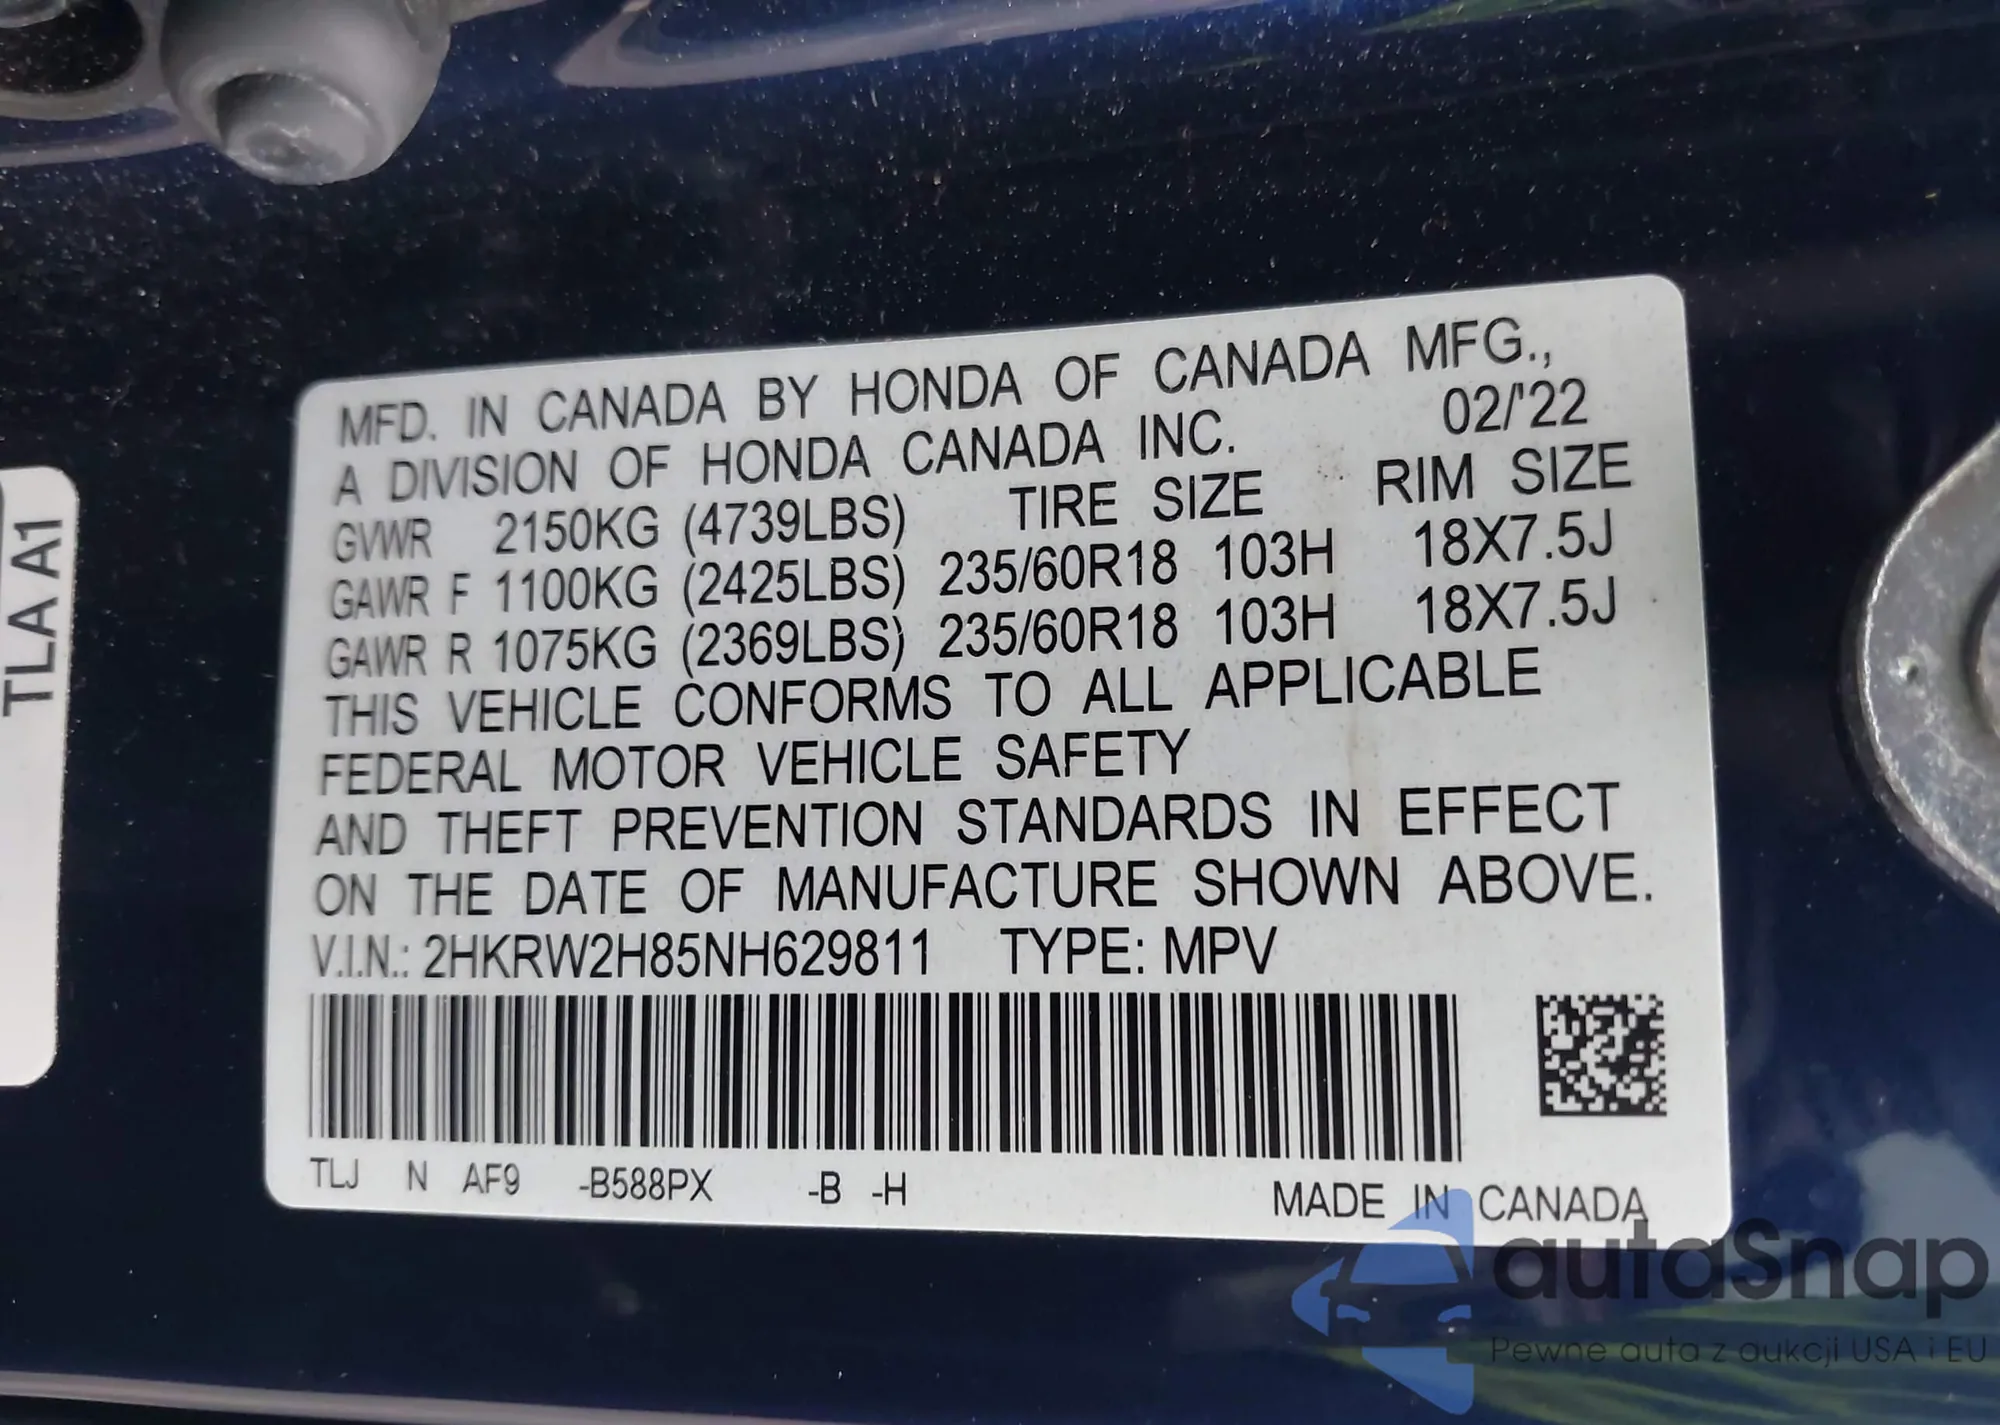 MFD. IN CANADA BY HONDA OF CANADA MFG.,
A DIVISION OF HONDA CANADA INC. 02/'22
GVWR 2150KG (4739LBS) TIRE SIZE RIM SIZE
GAWR F 1100KG (2425LBS) 235/60R18 103H 18X7.5J
GAWR R 1075KG (2369LBS) 235/60R18 103H 18X7.5J
THIS VEHICLE CONFORMS TO ALL APPLICABLE
FEDERAL MOTOR VEHICLE SAFETY
AND THEFT PREVENTION STANDARDS IN EFFECT
ON THE DATE OF MANUFACTURE SHOWN ABOVE.
V.I.N.: 2HKRW2H85NH629811 TYPE: MPV
TLJ N AF9 -B588PX -B -H MADE IN CANADA
TLA A1
autaSnap
Pewne auta z aukcji USA i EU